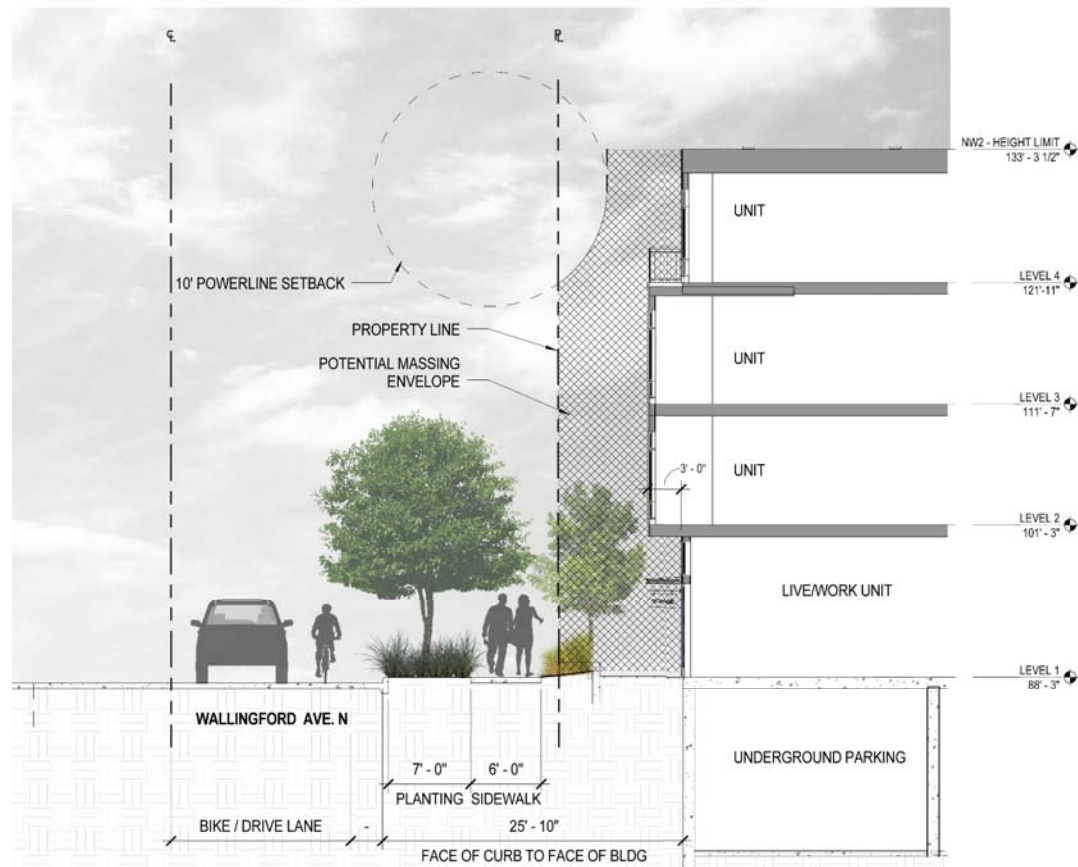 ℄
PL
NW2 - HEIGHT LIMIT
133' - 3 1/2"
UNIT
10' POWERLINE SETBACK
LEVEL 4
121'-11"
PROPERTY LINE
POTENTIAL MASSING
ENVELOPE
UNIT
LEVEL 3
111' - 7"
3' - 0"
UNIT
LEVEL 2
101' - 3"
LIVE/WORK UNIT
LEVEL 1
88' - 3"
WALLINGFORD AVE. N
UNDERGROUND PARKING
7' - 0" 6' - 0"
PLANTING SIDEWALK
BIKE / DRIVE LANE - 25' - 10"
FACE OF CURB TO FACE OF BLDG